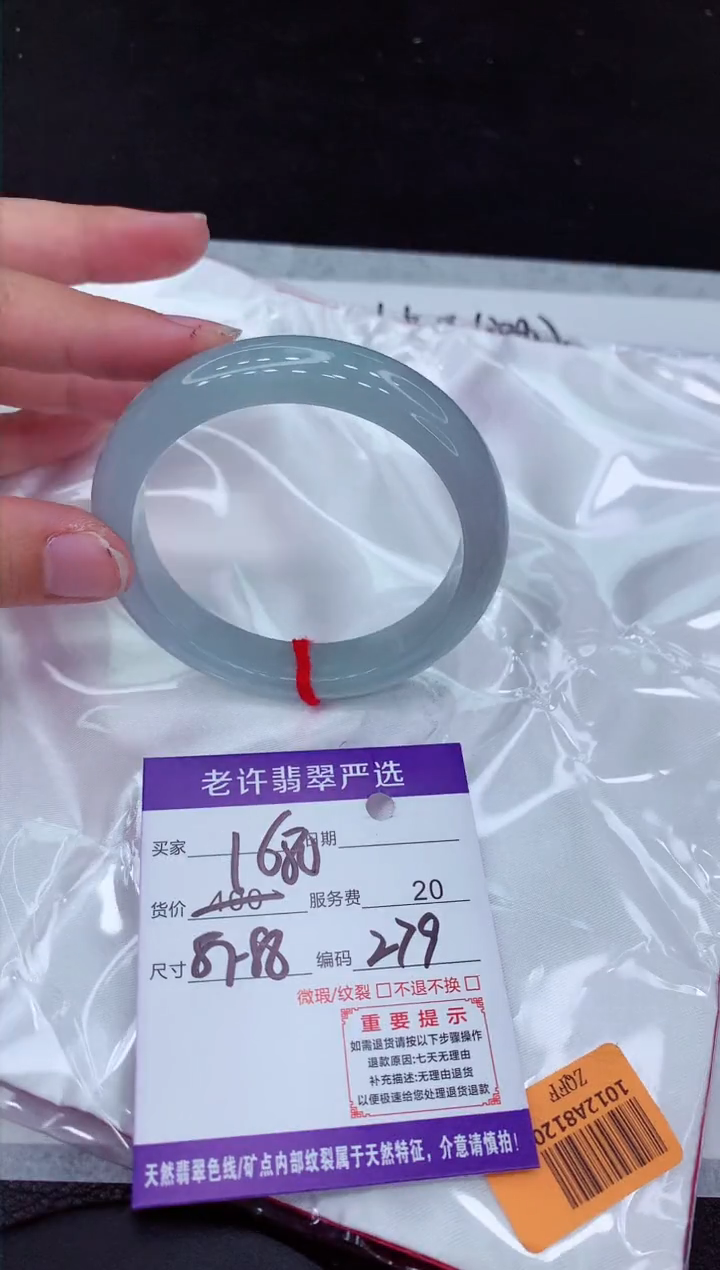 老许翡翠严选
买家 1680 日期
货价 400 服务费 20
尺寸 87-88 编码 279
微瑕/纹裂 □不退不换 □
重要提示
如需退货请按以下步骤操作
退款原因:七天无理由
补充描述:无理由退货
以便极速给您处理退货退款
天然翡翠色线/矿点内部纹裂属于天然特征，介意请慎拍！
ZQFF
1012A8120